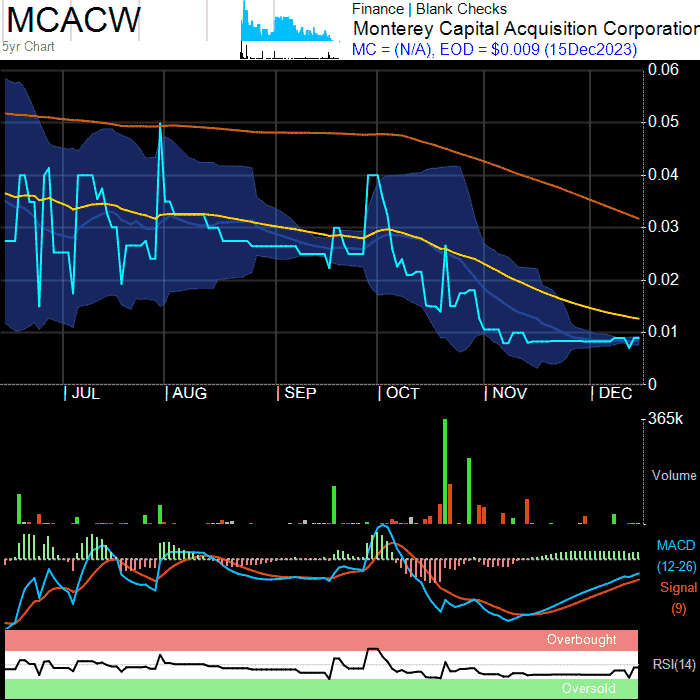 MCACW
5yr Chart
Finance | Blank Checks
Monterey Capital Acquisition Corporation
MC = (N/A), EOD = $0.009 (15Dec2023)
0.06
0.05
0.04
0.03
0.02
0.01
0
JUL AUG SEP OCT NOV DEC
365k
Volume
MACD
(12-26)
Signal
(9)
Overbought
RSI(14)
Oversold